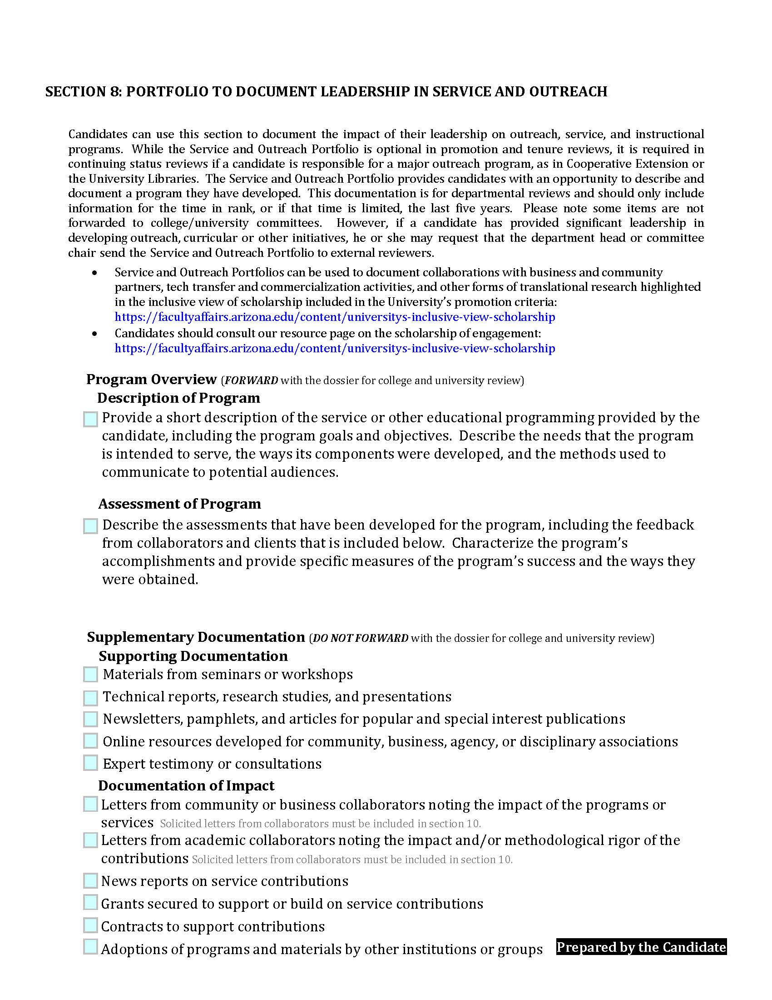 SECTION 8: PORTFOLIO TO DOCUMENT LEADERSHIP IN SERVICE AND OUTREACH
Candidates can use this section to document the impact of their leadership on outreach, service, and instructional
programs.  While the Service and Outreach Portfolio is optional in promotion and tenure reviews, it is required in
continuing status reviews if a candidate is responsible for a major outreach program, as in Cooperative Extension or
the University Libraries.  The Service and Outreach Portfolio provides candidates with an opportunity to describe and
document a program they have developed.  This documentation is for departmental reviews and should only include
information for the time in rank, or if that time is limited, the last five years.  Please note some items are not
forwarded to college/university committees.  However, if a candidate has provided significant leadership in
developing outreach, curricular or other initiatives, he or she may request that the department head or committee
chair send the Service and Outreach Portfolio to external reviewers.
• Service and Outreach Portfolios can be used to document collaborations with business and community
partners, tech transfer and commercialization activities, and other forms of translational research highlighted
in the inclusive view of scholarship included in the University’s promotion criteria:
https://facultyaffairs.arizona.edu/content/universitys-inclusive-view-scholarship
• Candidates should consult our resource page on the scholarship of engagement:
https://facultyaffairs.arizona.edu/content/universitys-inclusive-view-scholarship
Program Overview (FORWARD with the dossier for college and university review)
Description of Program
Provide a short description of the service or other educational programming provided by the
candidate, including the program goals and objectives.  Describe the needs that the program
is intended to serve, the ways its components were developed, and the methods used to
communicate to potential audiences.
Assessment of Program
Describe the assessments that have been developed for the program, including the feedback
from collaborators and clients that is included below.  Characterize the program’s
accomplishments and provide specific measures of the program’s success and the ways they
were obtained.
Supplementary Documentation (DO NOT FORWARD with the dossier for college and university review)
Supporting Documentation
Materials from seminars or workshops
Technical reports, research studies, and presentations
Newsletters, pamphlets, and articles for popular and special interest publications
Online resources developed for community, business, agency, or disciplinary associations
Expert testimony or consultations
Documentation of Impact
Letters from community or business collaborators noting the impact of the programs or
services  Solicited letters from collaborators must be included in section 10.
Letters from academic collaborators noting the impact and/or methodological rigor of the
contributions Solicited letters from collaborators must be included in section 10.
News reports on service contributions
Grants secured to support or build on service contributions
Contracts to support contributions
Adoptions of programs and materials by other institutions or groups
Prepared by the Candidate